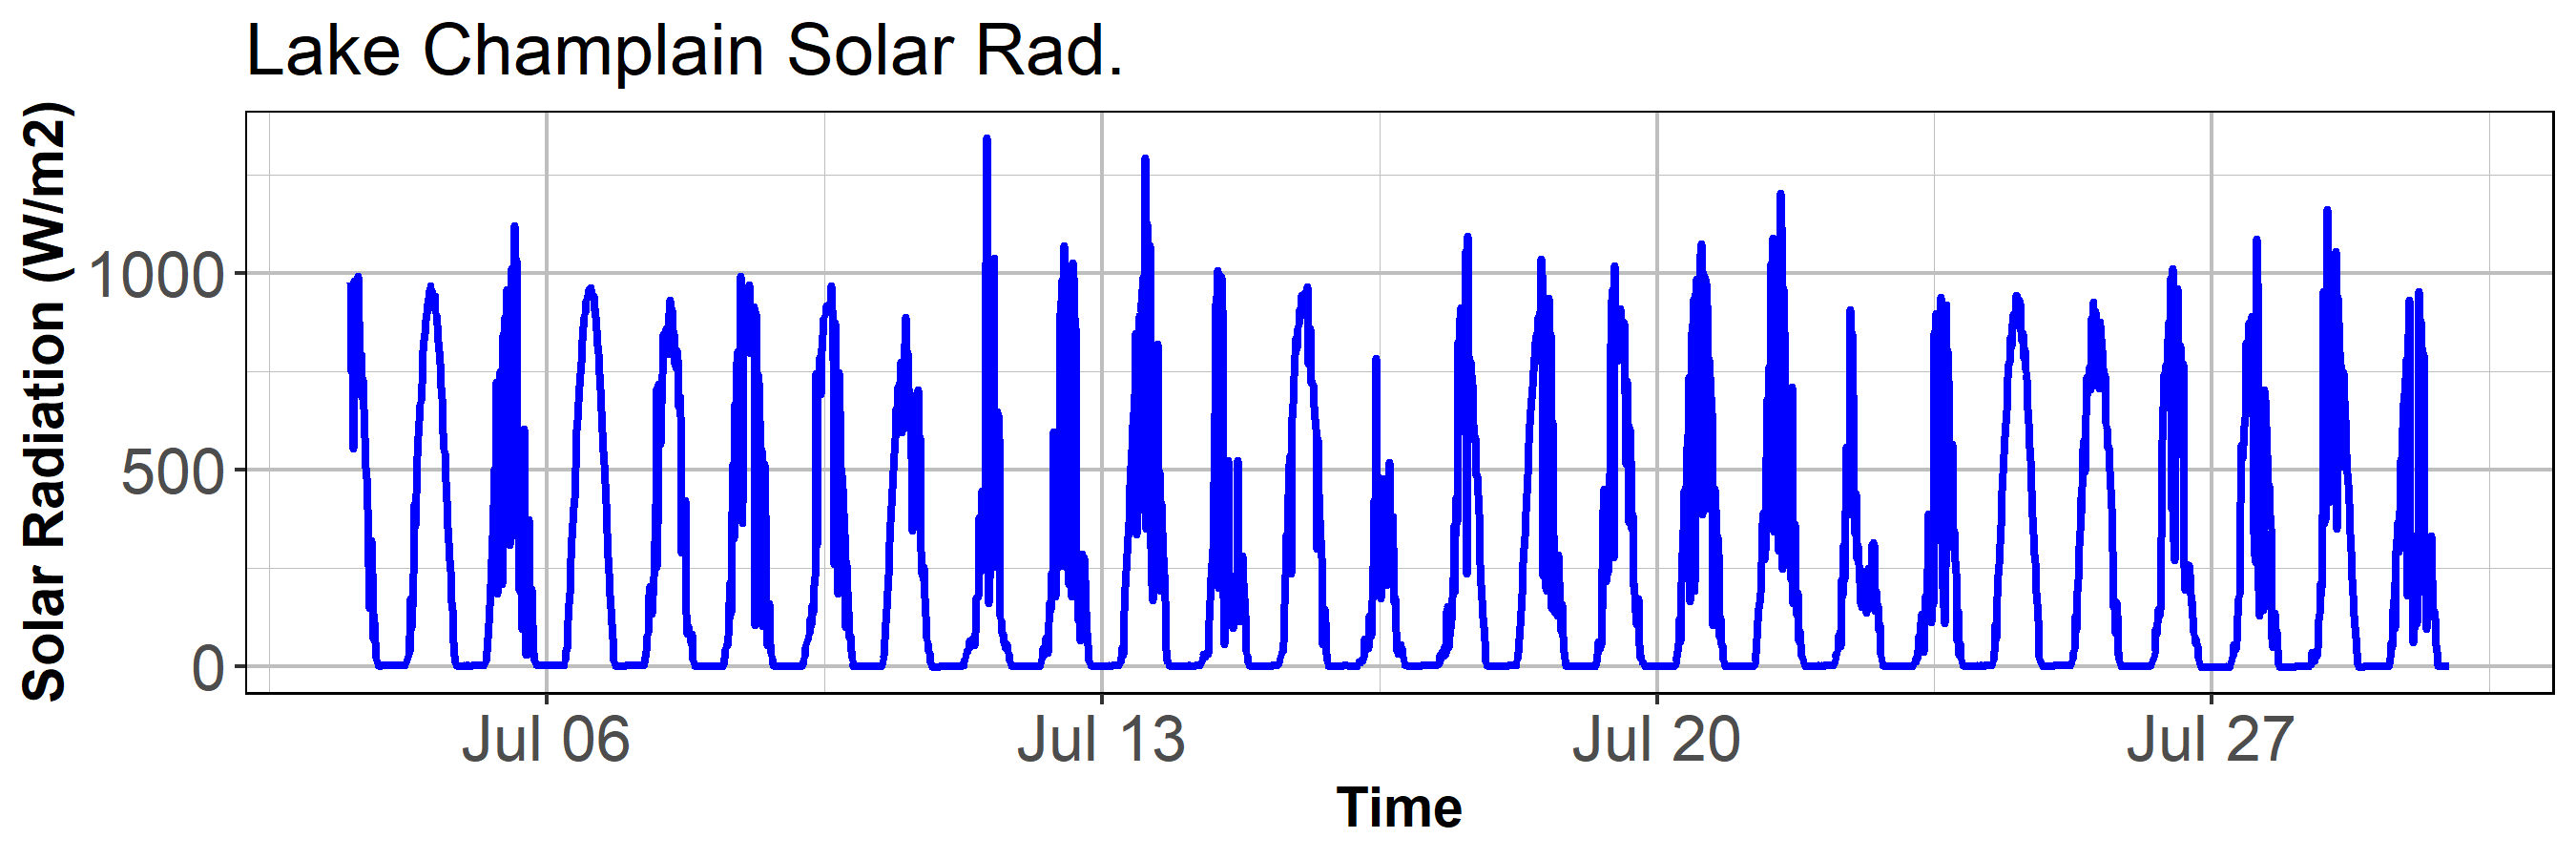 Lake Champlain Solar Rad.
Solar Radiation (W/m2)
1000
500
0
Jul 06
Jul 13
Jul 20
Jul 27
Time